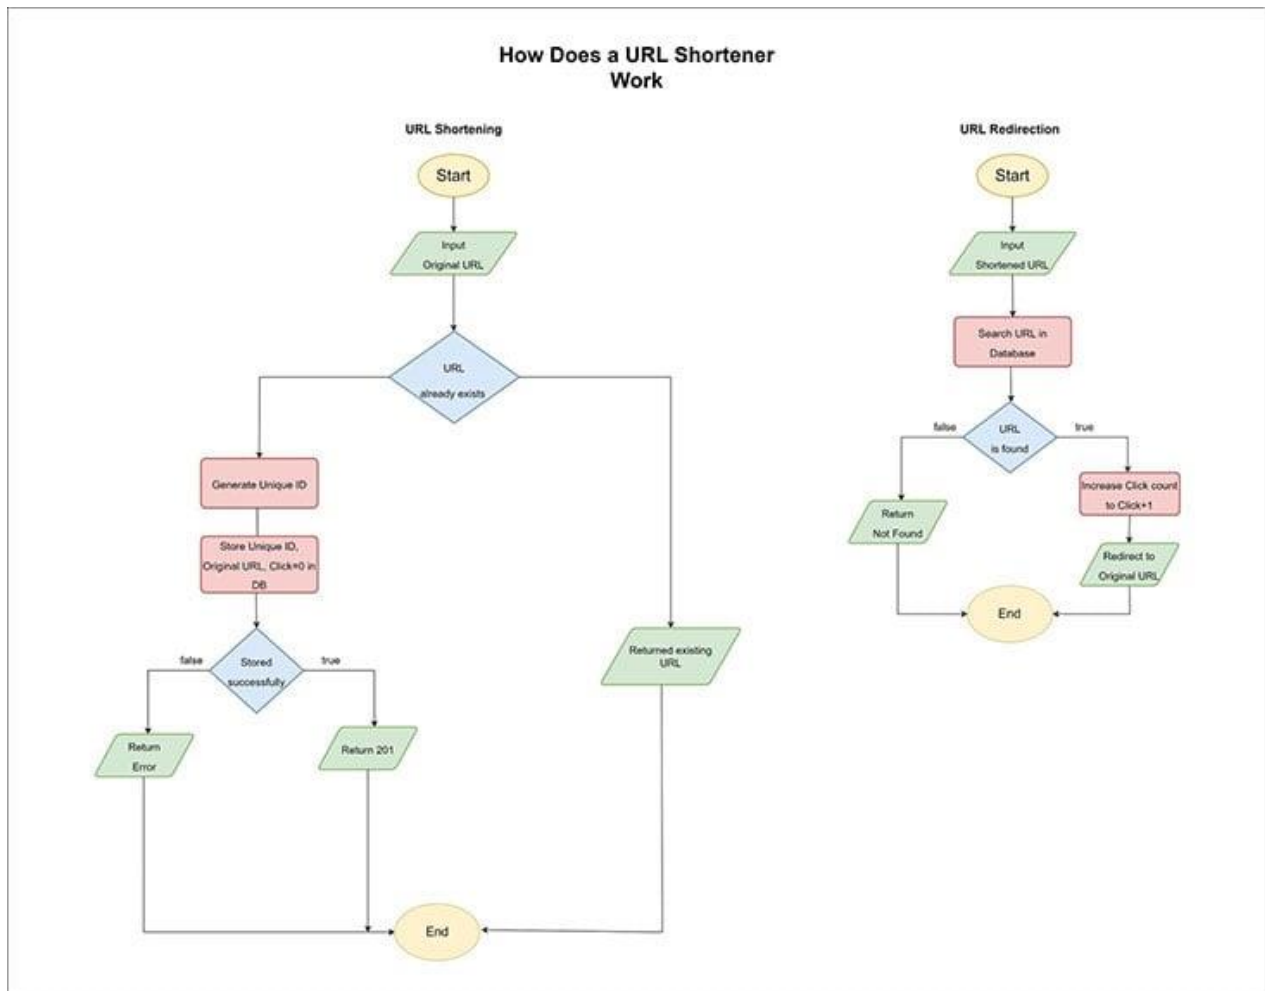 How Does a URL Shortener
Work
URL Shortening
Start
Input
Original URL
URL
already exists
Generate Unique ID
Store Unique ID,
Original URL, Click=0 in
DB
false
Stored
successfully
true
Return
Error
Return 201
Returned existing
URL
End
URL Redirection
Start
Input
Shortened URL
Search URL in
Database
false
URL
is found
true
Return
Not Found
Increase Click count
to Click+1
Redirect to
Original URL
End